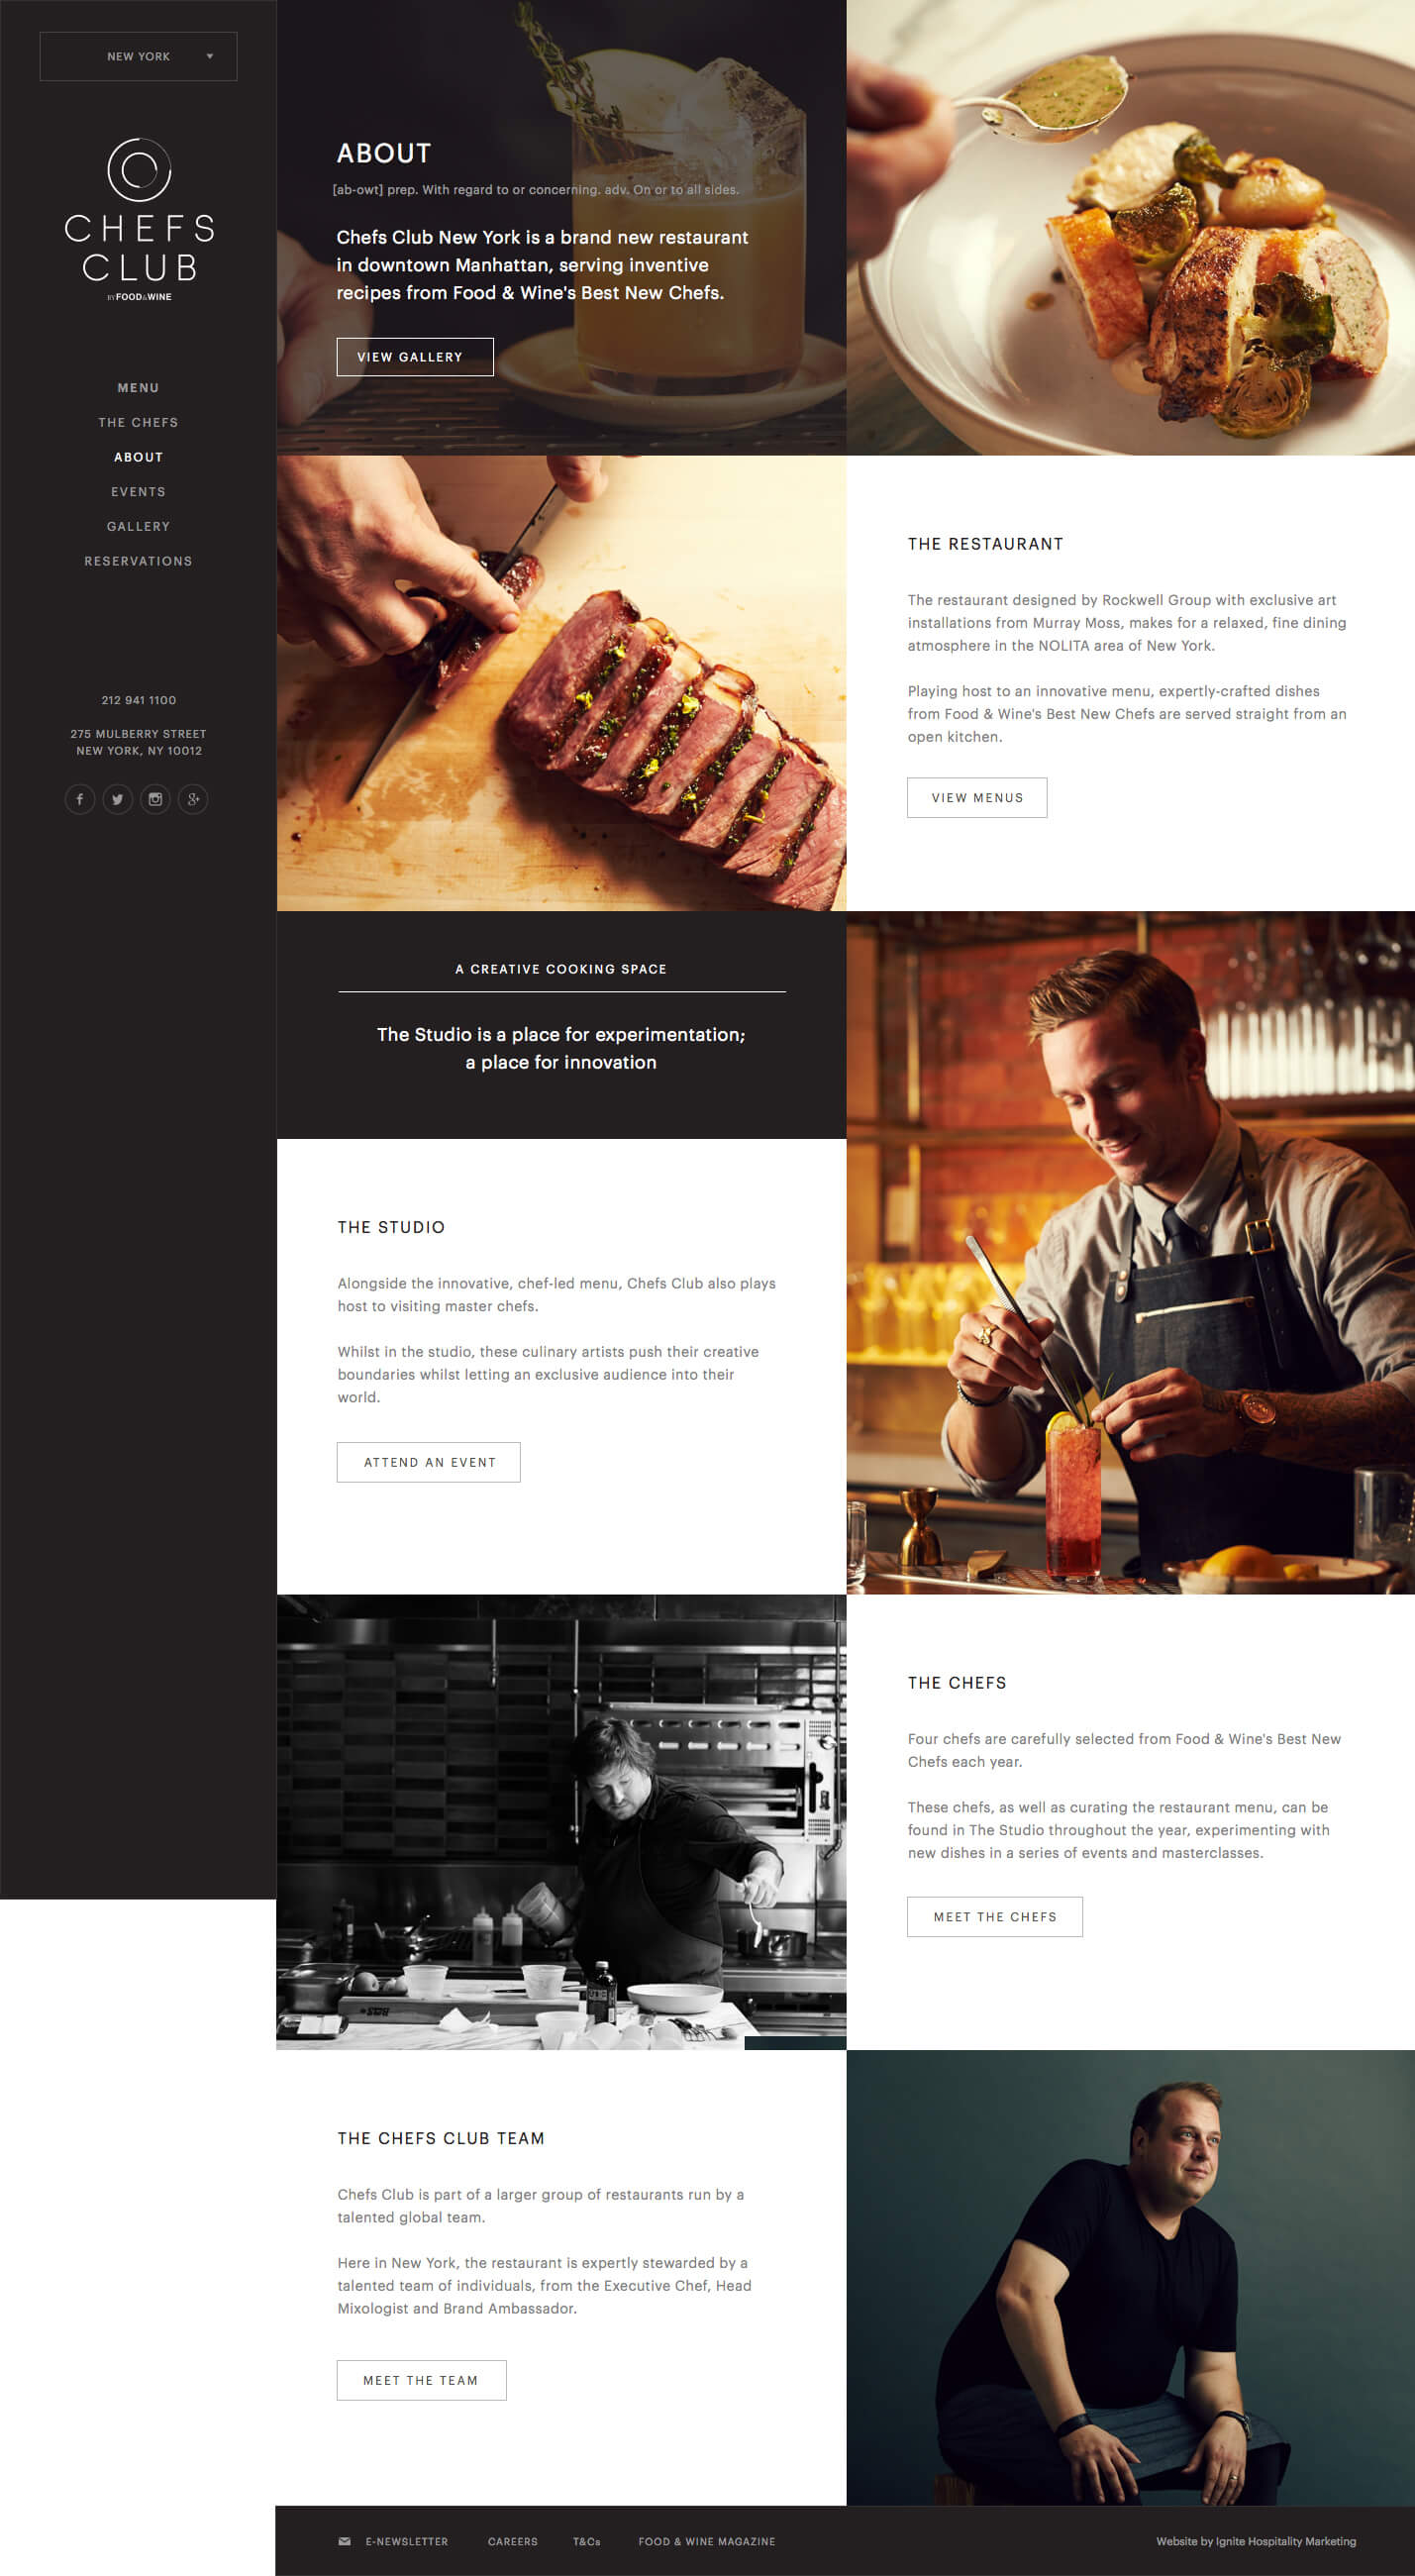 NEW YORK
CHEFS
CLUB
BY FOOD&WINE
MENU
THE CHEFS
ABOUT
EVENTS
GALLERY
RESERVATIONS
212 941 1100
275 MULBERRY STREET
NEW YORK, NY 10012
ABOUT
[ab-owt] prep. With regard to or concerning. adv. On or to all sides.
Chefs Club New York is a brand new restaurant
in downtown Manhattan, serving inventive
recipes from Food & Wine's Best New Chefs.
VIEW GALLERY
THE RESTAURANT
The restaurant designed by Rockwell Group with exclusive art
installations from Murray Moss, makes for a relaxed, fine dining
atmosphere in the NOLITA area of New York.
Playing host to an innovative menu, expertly-crafted dishes
from Food & Wine's Best New Chefs are served straight from an
open kitchen.
VIEW MENUS
A CREATIVE COOKING SPACE
The Studio is a place for experimentation;
a place for innovation
THE STUDIO
Alongside the innovative, chef-led menu, Chefs Club also plays
host to visiting master chefs.
Whilst in the studio, these culinary artists push their creative
boundaries whilst letting an exclusive audience into their
world.
ATTEND AN EVENT
THE CHEFS
Four chefs are carefully selected from Food & Wine's Best New
Chefs each year.
These chefs, as well as curating the restaurant menu, can be
found in The Studio throughout the year, experimenting with
new dishes in a series of events and masterclasses.
MEET THE CHEFS
THE CHEFS CLUB TEAM
Chefs Club is part of a larger group of restaurants run by a
talented global team.
Here in New York, the restaurant is expertly stewarded by a
talented team of individuals, from the Executive Chef, Head
Mixologist and Brand Ambassador.
MEET THE TEAM
E-NEWSLETTER CAREERS T&Cs FOOD & WINE MAGAZINE Website by Ignite Hospitality Marketing